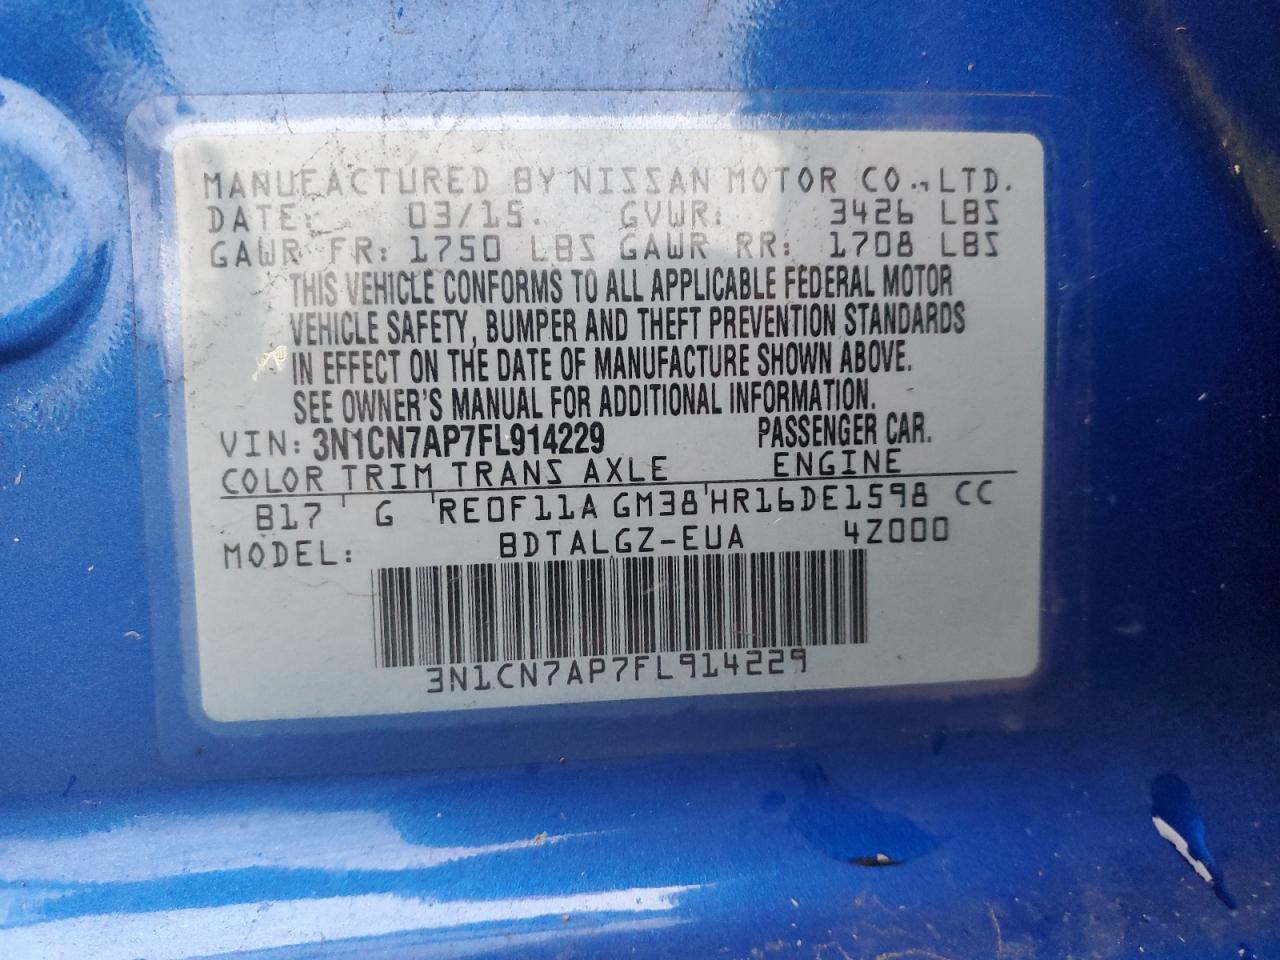 MANUFACTURED BY NISSAN MOTOR CO.,LTD.
DATE: 03/15. GVWR: 3426 LBS
GAWR FR: 1750 LBS GAWR RR: 1708 LBS
THIS VEHICLE CONFORMS TO ALL APPLICABLE FEDERAL MOTOR
VEHICLE SAFETY, BUMPER AND THEFT PREVENTION STANDARDS
IN EFFECT ON THE DATE OF MANUFACTURE SHOWN ABOVE.
SEE OWNER'S MANUAL FOR ADDITIONAL INFORMATION.
VIN: 3N1CN7AP7FL914229 PASSENGER CAR.
COLOR TRIM TRANS AXLE ENGINE
B17 ' G 'RE0F11A GM38'HR16DE1598 CC
MODEL: BDTALGZ-EUA 4Z000
3N1CN7AP7FL914229